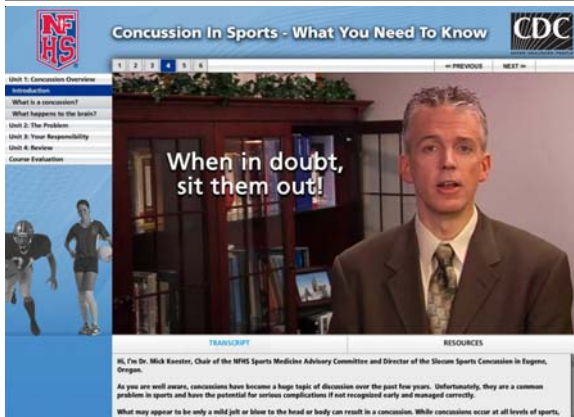 NF
HS
Concussion In Sports - What You Need To Know
CDC
1 2 3 4 5 6
<< PREVIOUS
NEXT >>
Unit 1: Concussion Overview
Introduction
What is a concussion?
What happens to the brain?
Unit 2: The Problem
Unit 3: Your Responsibility
Unit 4: Review
Course Evaluation
When in doubt,
sit them out!
TRANSCRIPT
RESOURCES
Hi, I'm Dr. Mick Koester, Chair of the NFHS Sports Medicine Advisory Committee and Director of the Slocum Sports Concussion in Eugene,
Oregon.
As you are well aware, concussions have become a huge topic of discussion over the past few years. Unfortunately, they are a common
problem in sports and have the potential for serious complications if not recognized early and managed correctly.
What may appear to be only a mild jolt or blow to the head or body can result in a concussion. While concussions occur at all levels of sports,